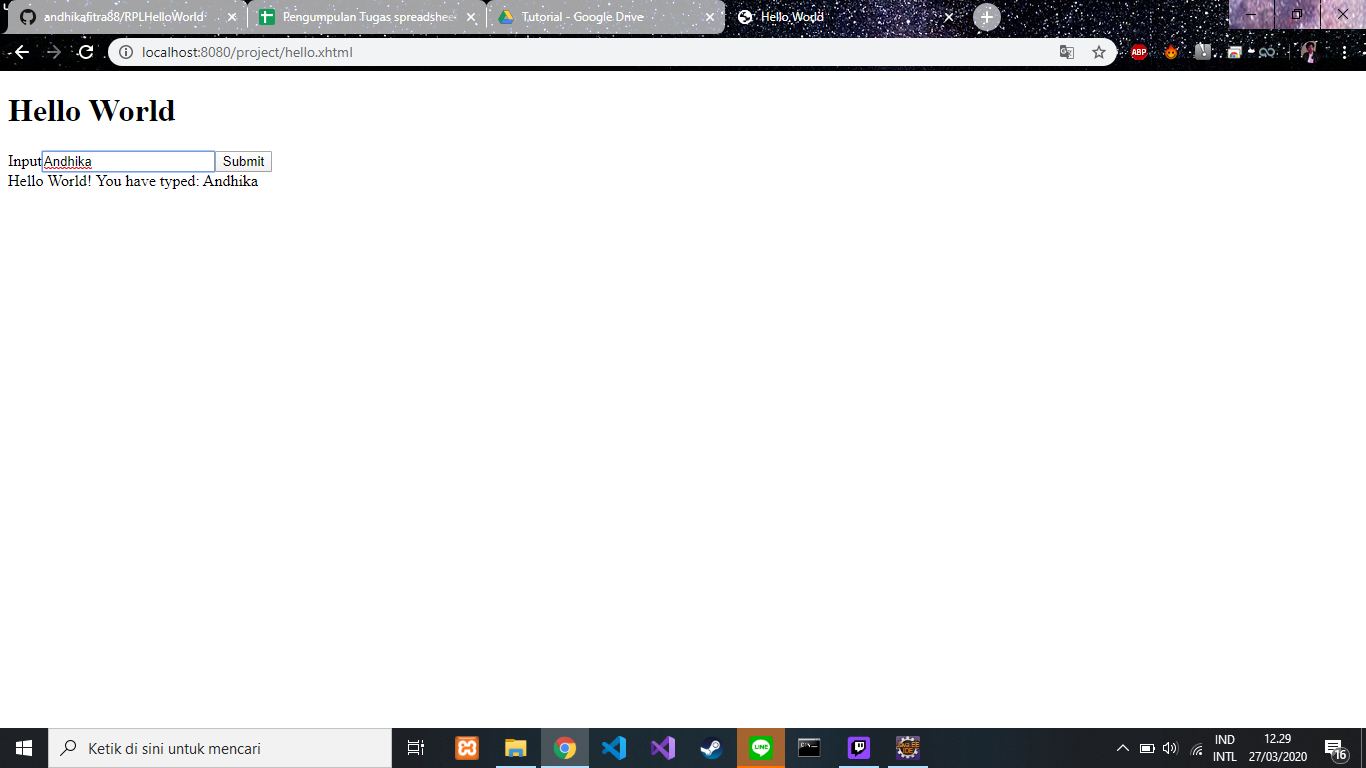 andhikafitra88/RPLHelloWorld
Pengumpulan Tugas spreadshee
Tutorial - Google Drive
Hello World
localhost:8080/project/hello.xhtml
ABP
Hello World
Input Andhika Submit
Hello World! You have typed: Andhika
Ketik di sini untuk mencari
LINE
IND
INTL
12.29
27/03/2020
16